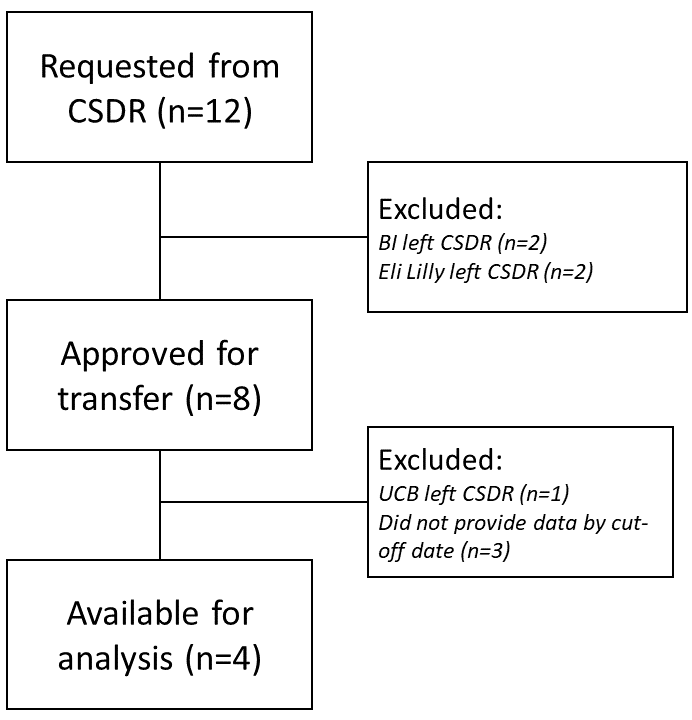 Requested from
CSDR (n=12)
Excluded:
BI left CSDR (n=2)
Eli Lilly left CSDR (n=2)
Approved for
transfer (n=8)
Excluded:
UCB left CSDR (n=1)
Did not provide data by cut-
off date (n=3)
Available for
analysis (n=4)